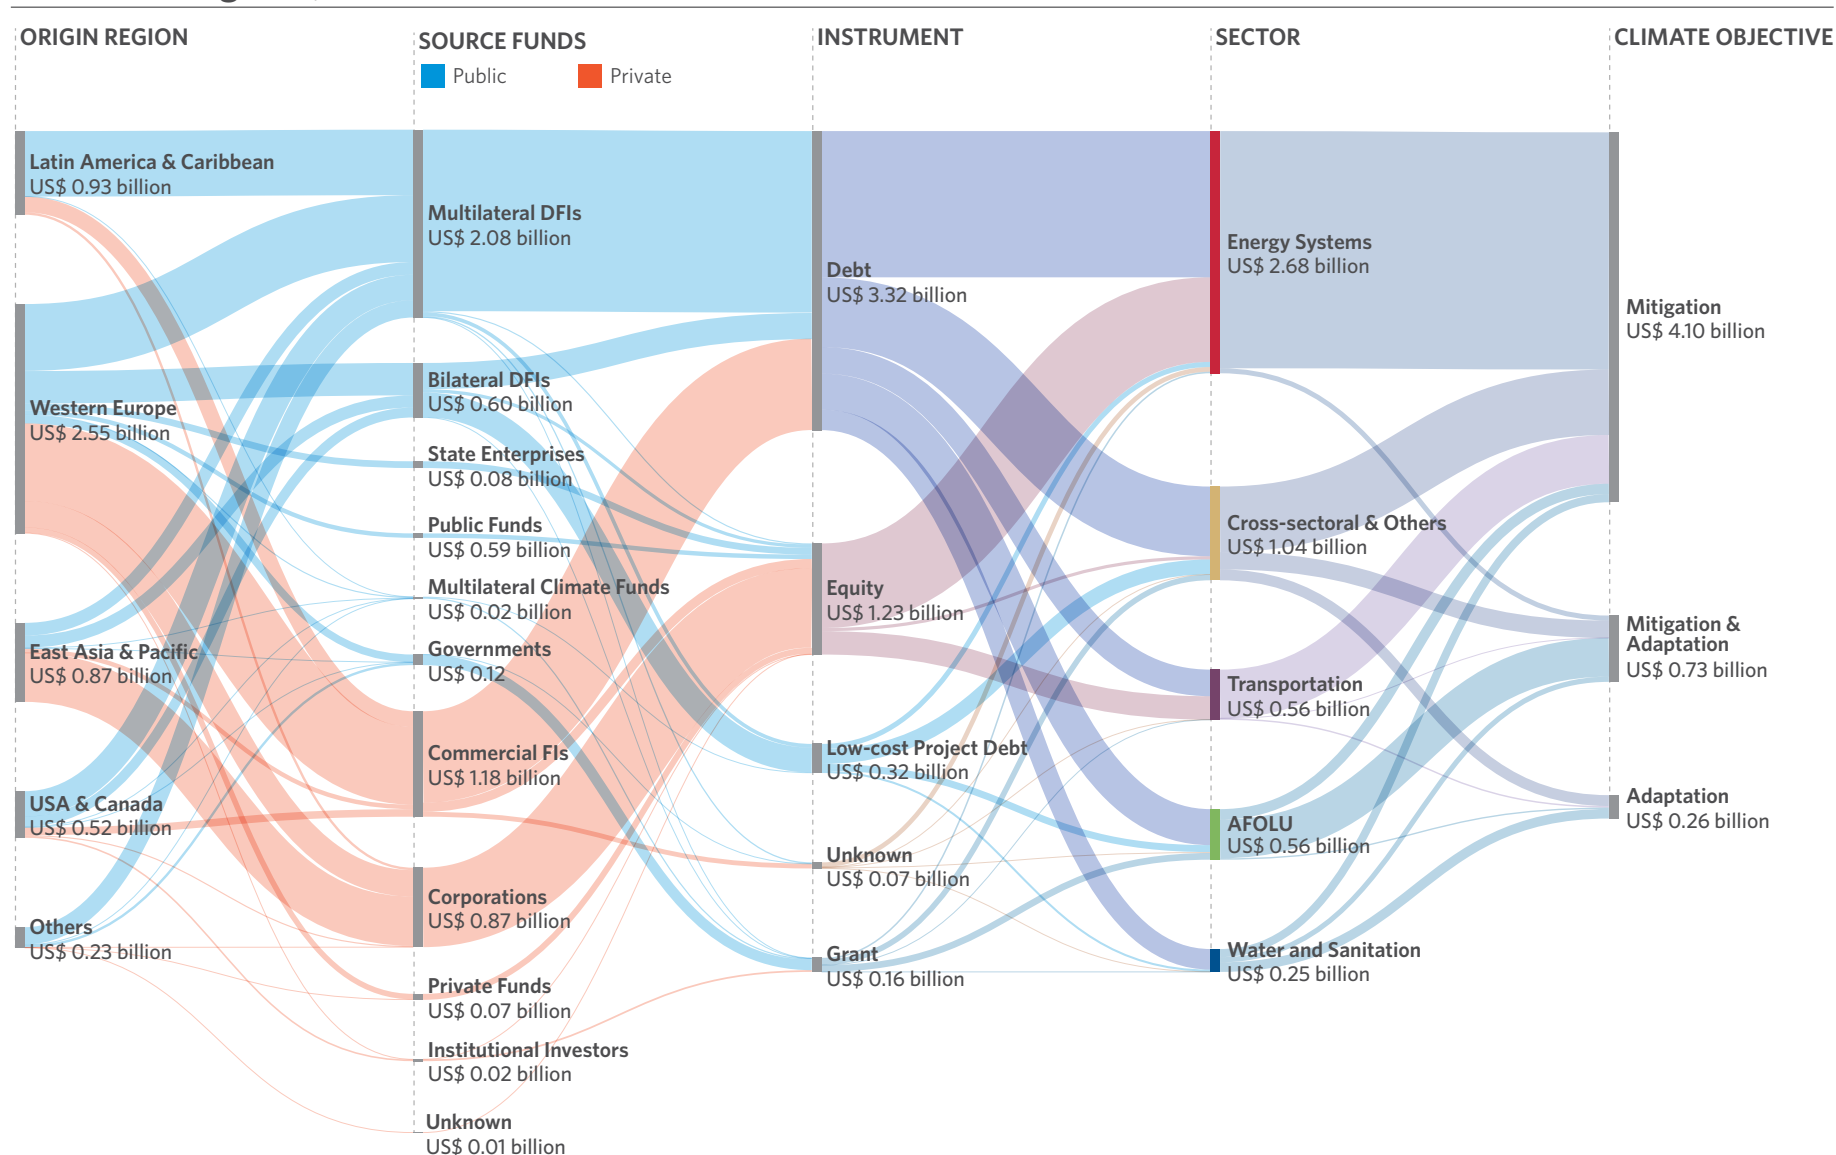 ORIGIN REGION
SOURCE FUNDS
INSTRUMENT
SECTOR
CLIMATE OBJECTIVE
Public
Private
Latin America & Caribbean
US$ 0.93 billion
Western Europe
US$ 2.55 billion
East Asia & Pacific
US$ 0.87 billion
USA & Canada
US$ 0.52 billion
Others
US$ 0.23 billion
Multilateral DFIs
US$ 2.08 billion
Bilateral DFIs
US$ 0.60 billion
State Enterprises
US$ 0.08 billion
Public Funds
US$ 0.59 billion
Multilateral Climate Funds
US$ 0.02 billion
Governments
US$ 0.12
Commercial FIs
US$ 1.18 billion
Corporations
US$ 0.87 billion
Private Funds
US$ 0.07 billion
Institutional Investors
US$ 0.02 billion
Unknown
US$ 0.01 billion
Debt
US$ 3.32 billion
Equity
US$ 1.23 billion
Low-cost Project Debt
US$ 0.32 billion
Unknown
US$ 0.07 billion
Grant
US$ 0.16 billion
Energy Systems
US$ 2.68 billion
Cross-sectoral & Others
US$ 1.04 billion
Transportation
US$ 0.56 billion
AFOLU
US$ 0.56 billion
Water and Sanitation
US$ 0.25 billion
Mitigation
US$ 4.10 billion
Mitigation &
Adaptation
US$ 0.73 billion
Adaptation
US$ 0.26 billion